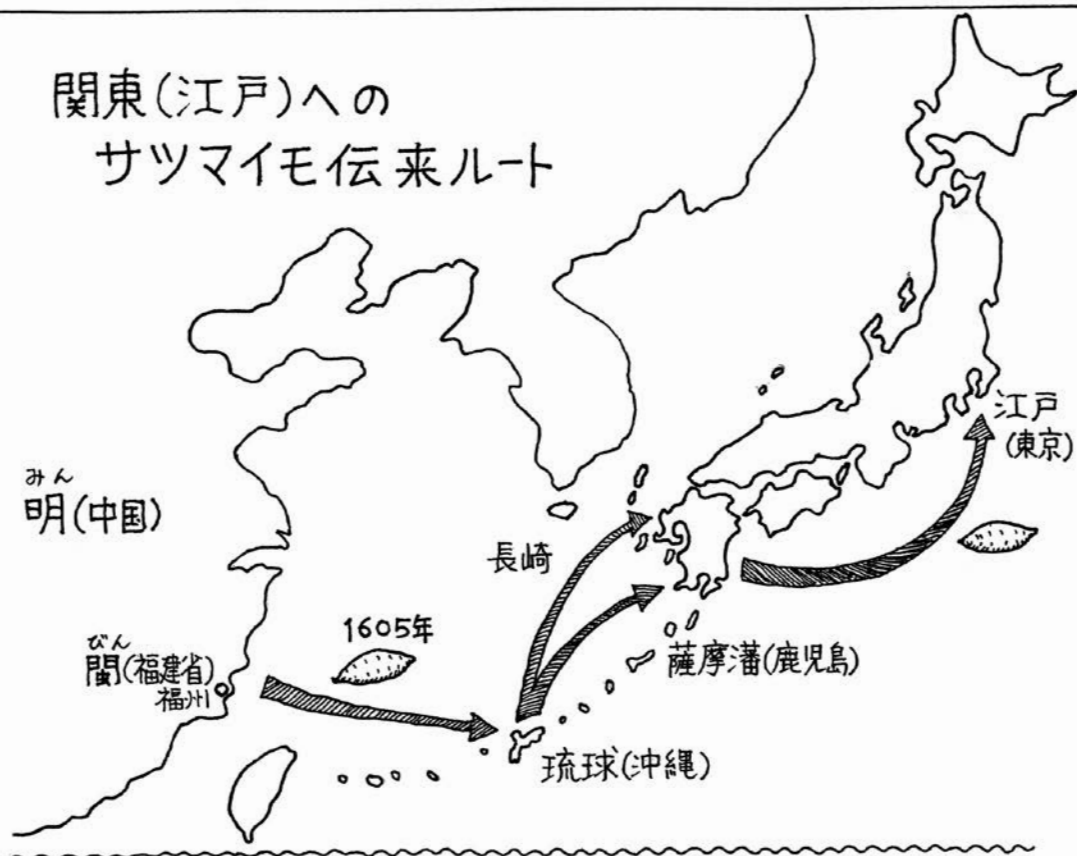 関東(江戸)への
サツマイモ伝来ルート
江戸
(東京)
みん
明(中国)
長崎
1605年
びん
閩(福建省)
福州
薩摩藩(鹿児島)
琉球(沖縄)